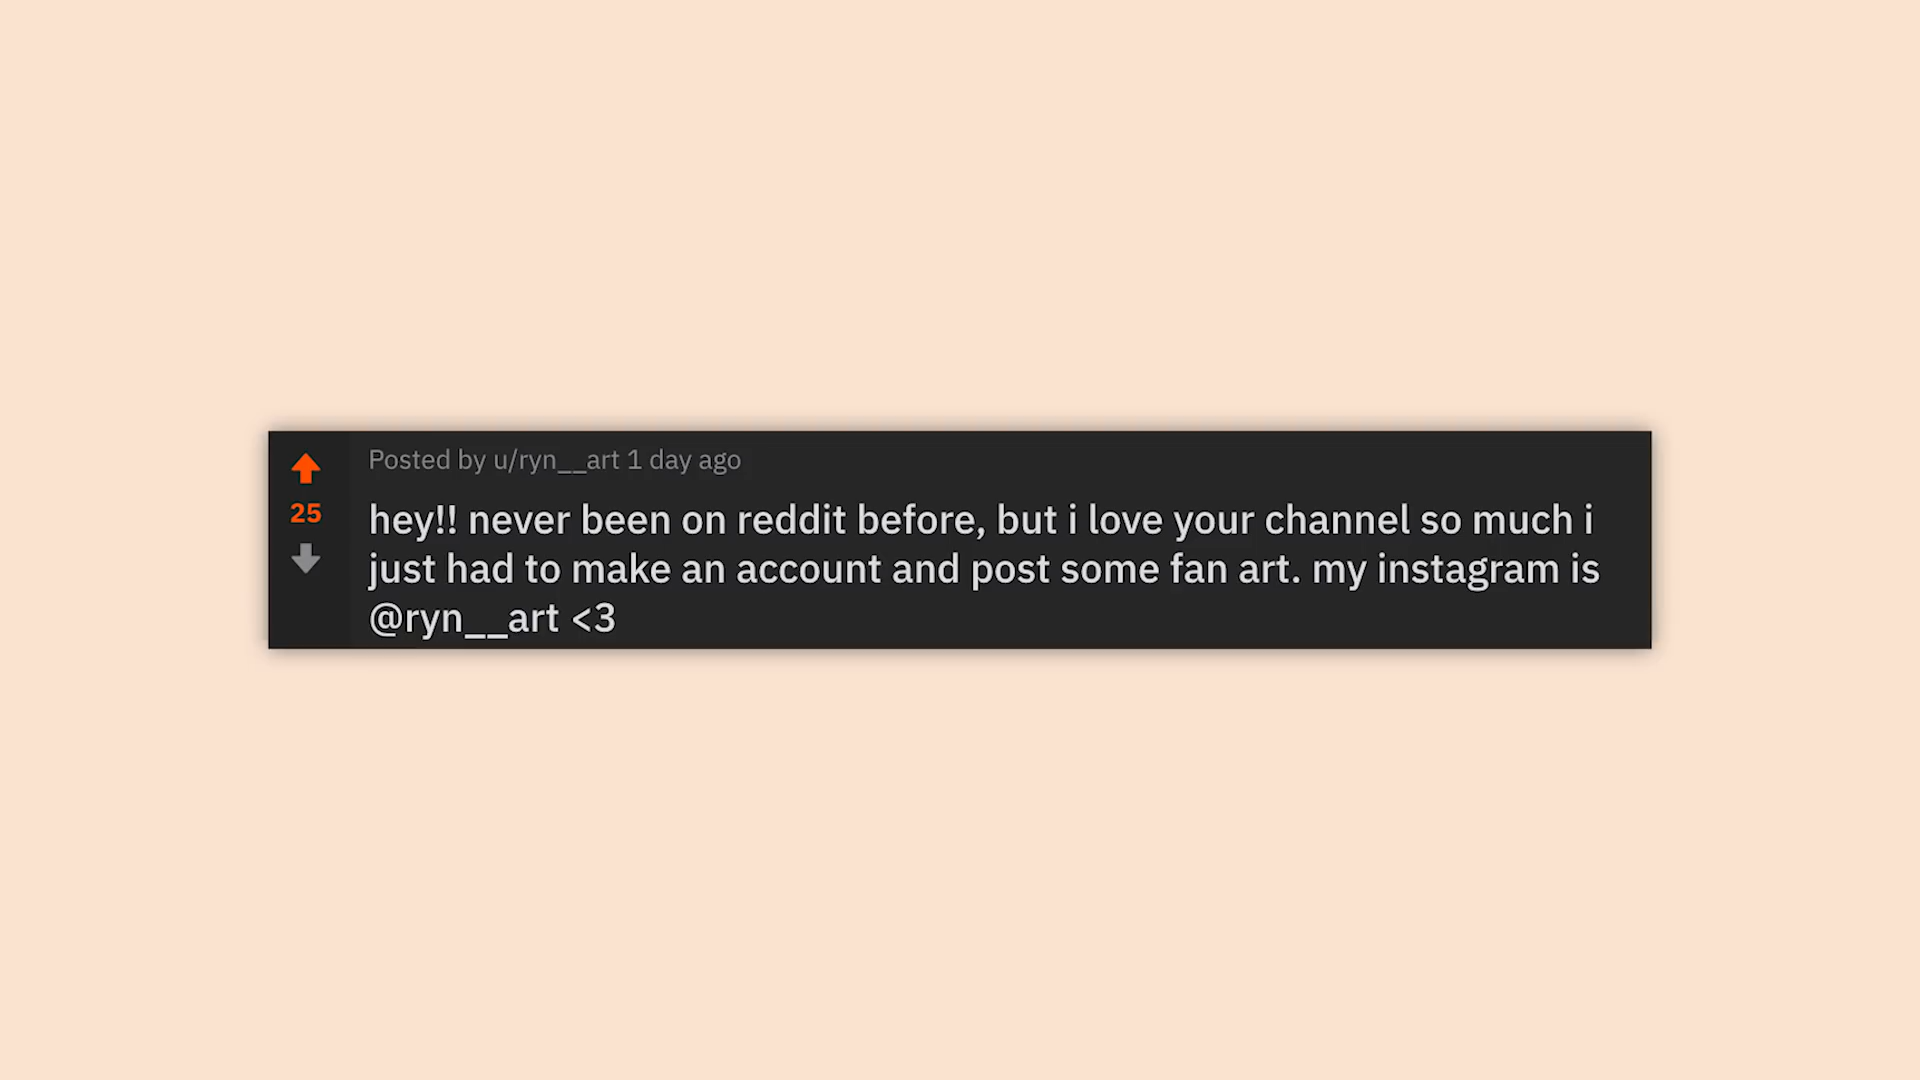 Posted by u/ryn__art 1 day ago
25
hey!! never been on reddit before, but i love your channel so much i
just had to make an account and post some fan art. my instagram is
@ryn__art <3